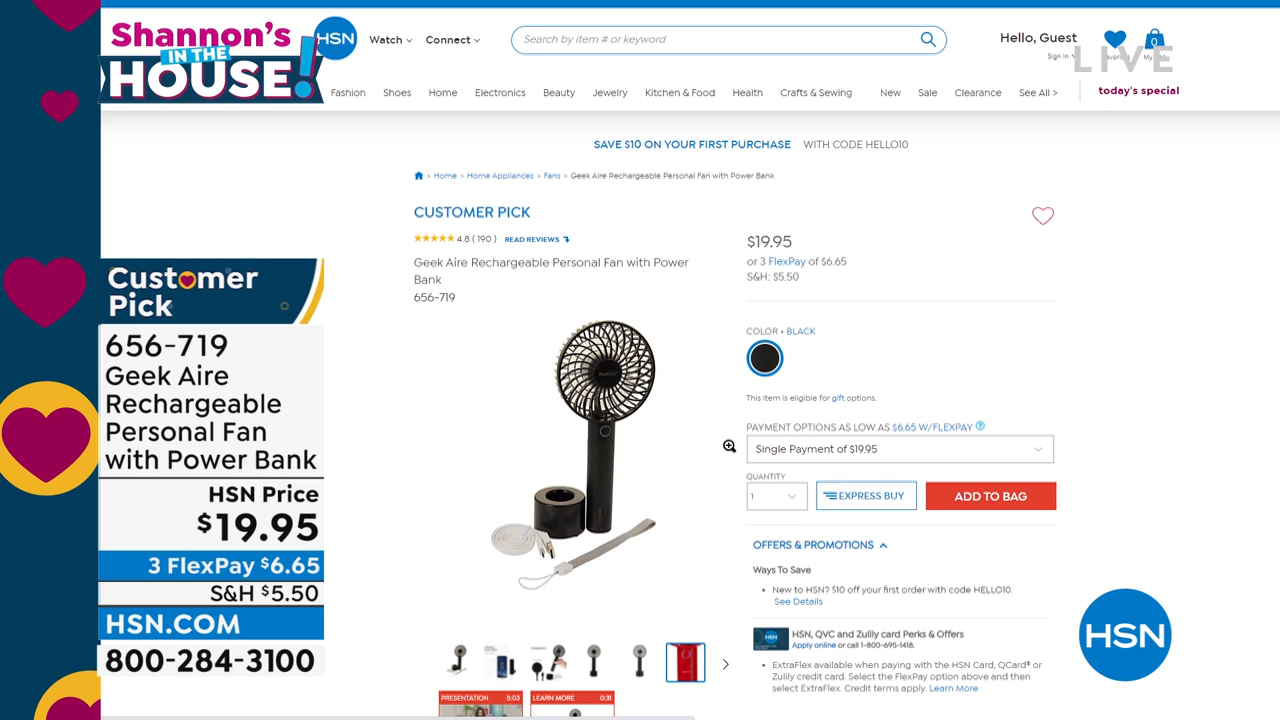 Shannon's
IN THE
HOUSE!
HSN
Watch
Connect
Search by item # or keyword
Hello, Guest
Sign in
0
LIVE
Fashion
Shoes
Home
Electronics
Beauty
Jewelry
Kitchen & Food
Health
Crafts & Sewing
New
Sale
Clearance
See All >
today's special
SAVE $10 ON YOUR FIRST PURCHASE WITH CODE HELLO10
> Home > Home Appliances > Fans > Geek Aire Rechargeable Personal Fan with Power Bank
CUSTOMER PICK
4.8 ( 190 ) READ REVIEWS
Geek Aire Rechargeable Personal Fan with Power
Bank
656-719
$19.95
or 3 FlexPay of $6.65
S&H: $5.50
COLOR • BLACK
This item is eligible for gift options.
PAYMENT OPTIONS AS LOW AS $6.65 W/FLEXPAY ?
Single Payment of $19.95
QUANTITY
1
EXPRESS BUY
ADD TO BAG
OFFERS & PROMOTIONS
Ways To Save
• New to HSN? $10 off your first order with code HELLO10.
See Details
HSN, QVC and Zulily card Perks & Offers
Apply online or call 1-800-695-1418.
• ExtraFlex available when paying with the HSN Card, QCard® or
Zulily credit card. Select the FlexPay option above and then
select ExtraFlex. Credit terms apply. Learn More
PRESENTATION 5:03
LEARN MORE 0:31
Customer
Pick
656-719
Geek Aire
Rechargeable
Personal Fan
with Power Bank
HSN Price
$19.95
3 FlexPay $6.65
S&H $5.50
HSN.COM
800-284-3100
HSN